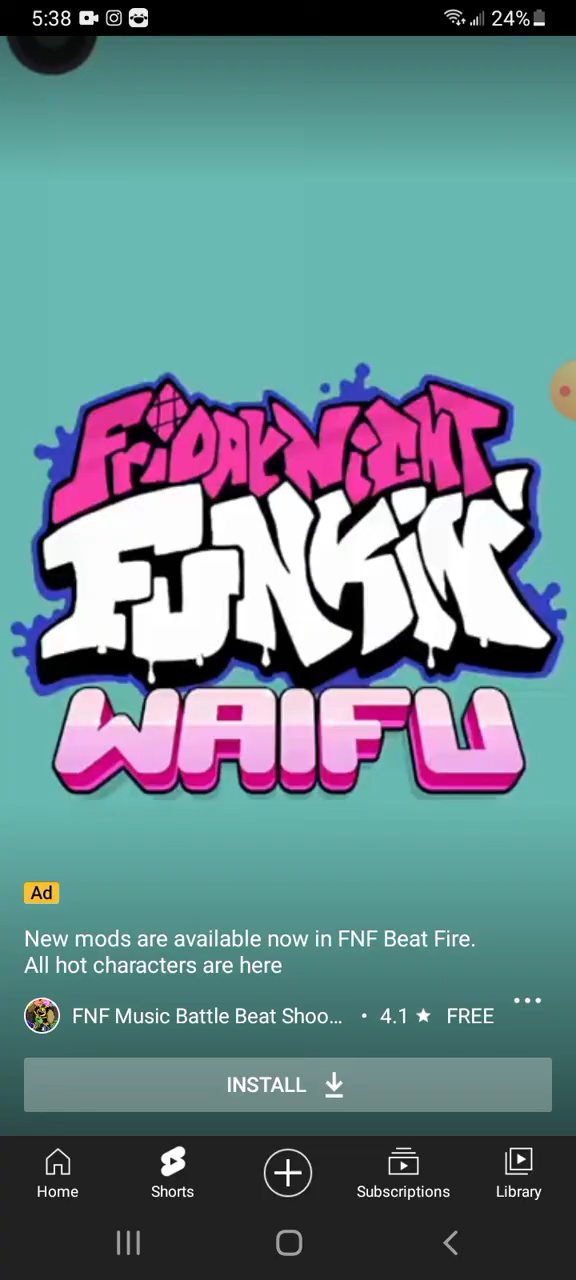 5:38
24%
FRIDAY NIGHT
FUNKIN'
WAIFU
Ad
New mods are available now in FNF Beat Fire.
All hot characters are here
FNF Music Battle Beat Shoo... • 4.1 ★ FREE
INSTALL
Home Shorts Subscriptions Library